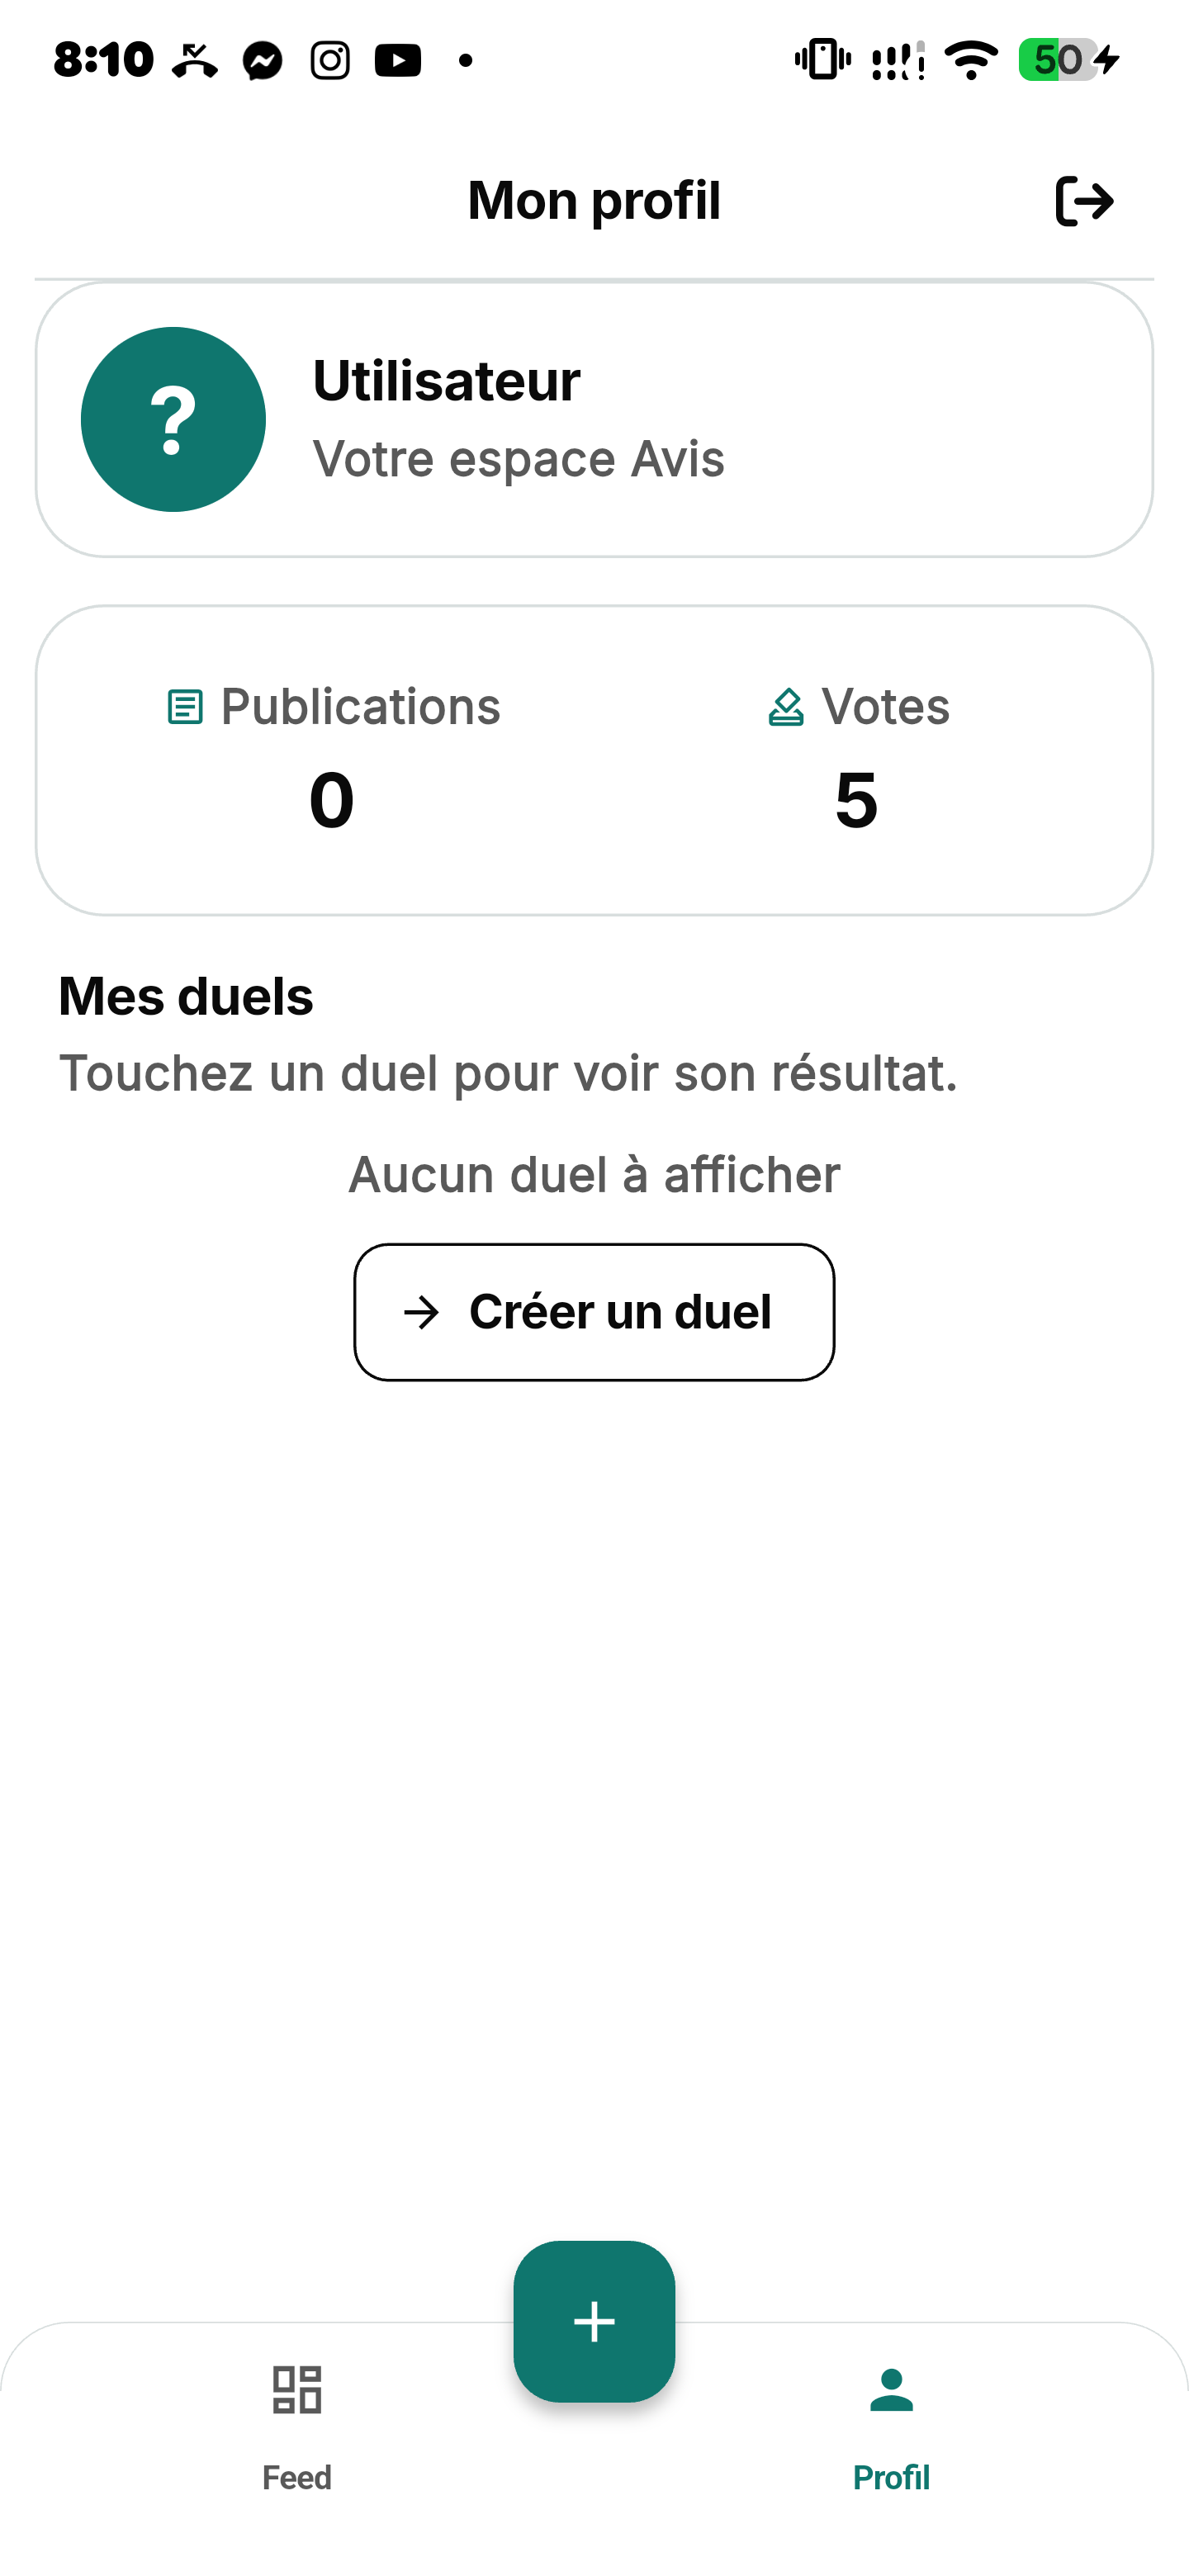 8:10
50
Mon profil
?
Utilisateur
Votre espace Avis
Publications
Votes
0
5
Mes duels
Touchez un duel pour voir son résultat.
Aucun duel à afficher
Créer un duel
Feed
Profil